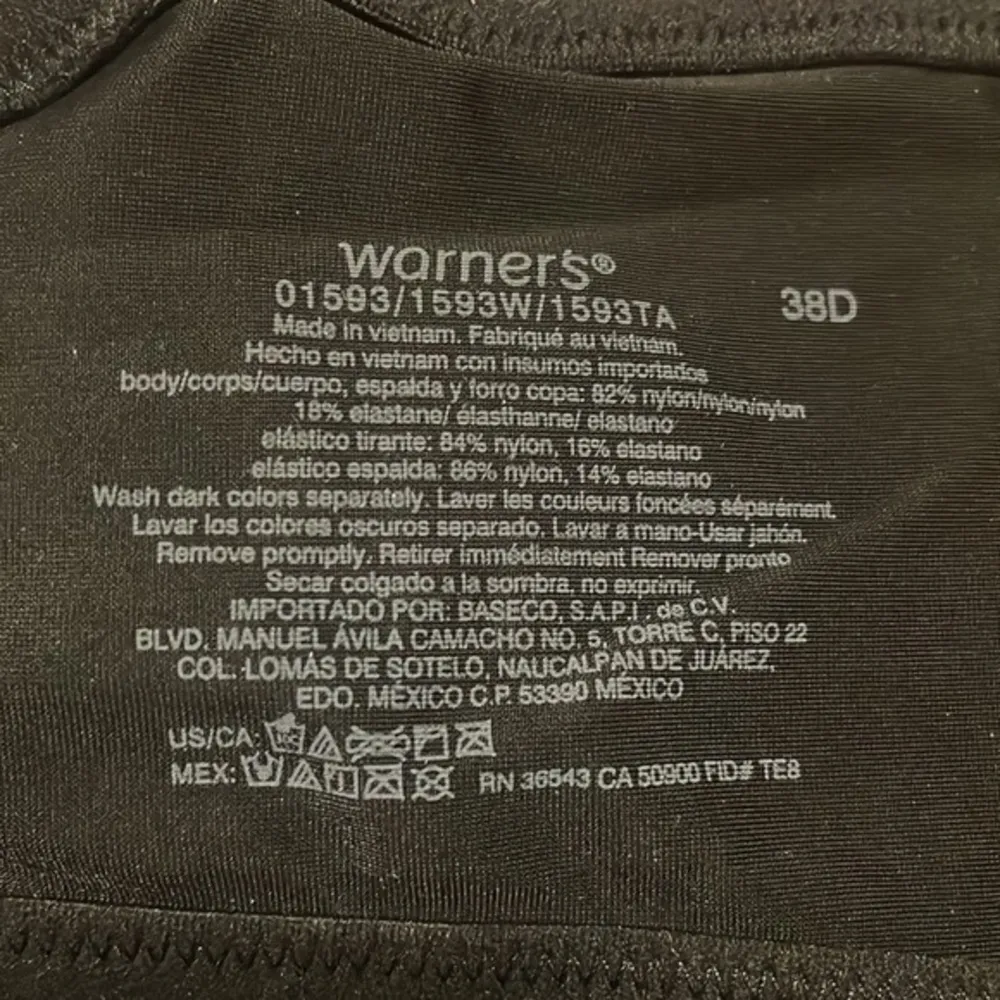 warner's®
01593/1593W/1593TA 38D
Made in vietnam. Fabriqué au vietnam.
Hecho en vietnam con insumos importados
body/corps/cuerpo, espalda y forro copa: 82% nylon/nylon/nylon
18% elastane/ élasthanne/ elastano
elástico tirante: 84% nylon, 16% elastano
elástico espalda: 86% nylon, 14% elastano
Wash dark colors separately. Laver les couleurs foncées séparément.
Lavar los colores oscuros separado. Lavar a mano-Usar jabón.
Remove promptly. Retirer immédiatement Remover pronto
Secar colgado a la sombra, no exprimir.
IMPORTADO POR: BASECO, S.A.P.I., de C.V.
BLVD. MANUEL ÁVILA CAMACHO NO. 5, TORRE C, PISO 22
COL. LOMAS DE SOTELO, NAUCALPAN DE JUÁREZ,
EDO. MÉXICO C.P. 53390 MÉXICO
US/CA:
MEX: RN 36543 CA 50900 FID# TE8